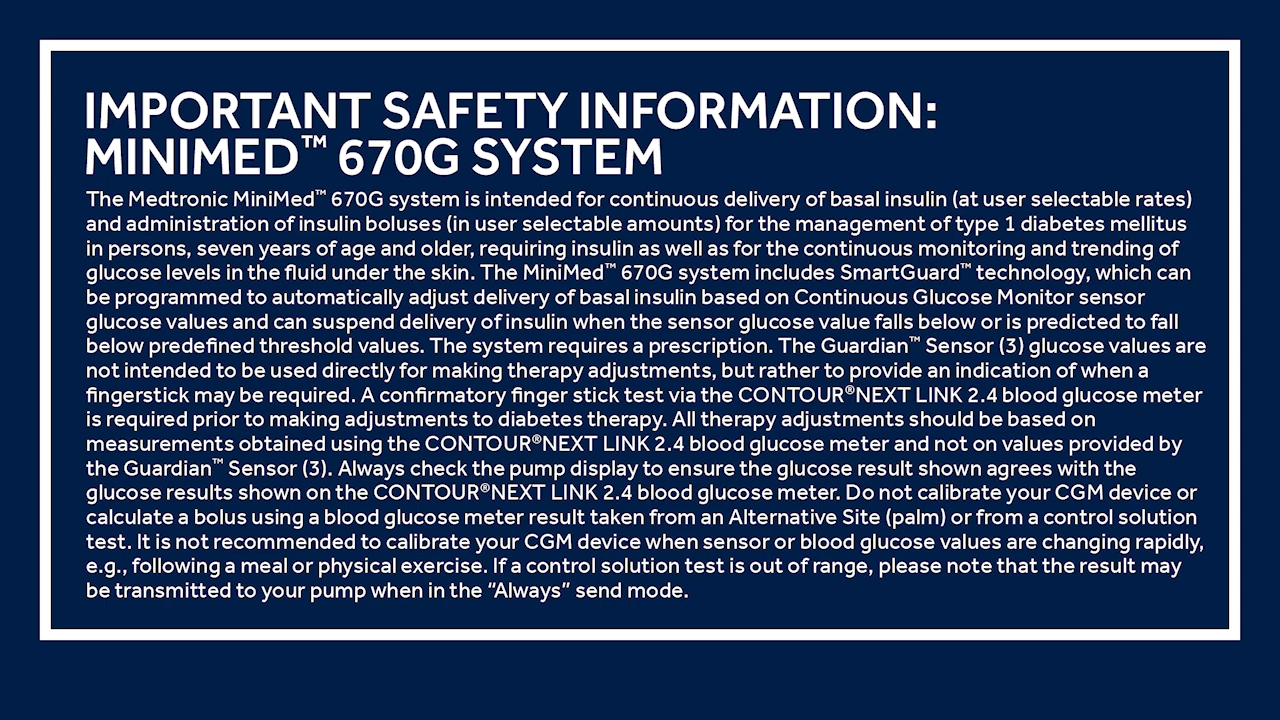 IMPORTANT SAFETY INFORMATION:
MINIMED™ 670G SYSTEM
The Medtronic MiniMed™ 670G system is intended for continuous delivery of basal insulin (at user selectable rates)
and administration of insulin boluses (in user selectable amounts) for the management of type 1 diabetes mellitus
in persons, seven years of age and older, requiring insulin as well as for the continuous monitoring and trending of
glucose levels in the fluid under the skin. The MiniMed™ 670G system includes SmartGuard™ technology, which can
be programmed to automatically adjust delivery of basal insulin based on Continuous Glucose Monitor sensor
glucose values and can suspend delivery of insulin when the sensor glucose value falls below or is predicted to fall
below predefined threshold values. The system requires a prescription. The Guardian™ Sensor (3) glucose values are
not intended to be used directly for making therapy adjustments, but rather to provide an indication of when a
fingerstick may be required. A confirmatory finger stick test via the CONTOUR®NEXT LINK 2.4 blood glucose meter
is required prior to making adjustments to diabetes therapy. All therapy adjustments should be based on
measurements obtained using the CONTOUR®NEXT LINK 2.4 blood glucose meter and not on values provided by
the Guardian™ Sensor (3). Always check the pump display to ensure the glucose result shown agrees with the
glucose results shown on the CONTOUR®NEXT LINK 2.4 blood glucose meter. Do not calibrate your CGM device or
calculate a bolus using a blood glucose meter result taken from an Alternative Site (palm) or from a control solution
test. It is not recommended to calibrate your CGM device when sensor or blood glucose values are changing rapidly,
e.g., following a meal or physical exercise. If a control solution test is out of range, please note that the result may
be transmitted to your pump when in the “Always” send mode.